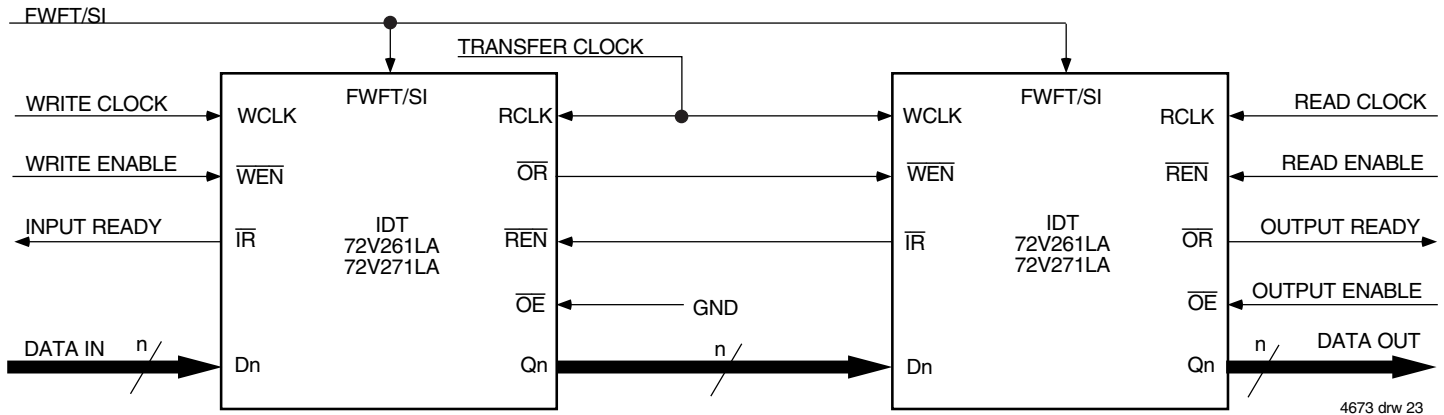 FWFT/SI
TRANSFER CLOCK
FWFT/SI
FWFT/SI
WRITE CLOCK
WCLK
RCLK
WCLK
RCLK
READ CLOCK
WRITE ENABLE
WEN
OR
WEN
REN
READ ENABLE
INPUT READY
IR
IDT
72V261LA
72V271LA
REN
IR
IDT
72V261LA
72V271LA
OR
OUTPUT READY
OE
GND
OE
OUTPUT ENABLE
DATA IN
n
Dn
Qn
n
Dn
Qn
n
DATA OUT
4673 drw 23